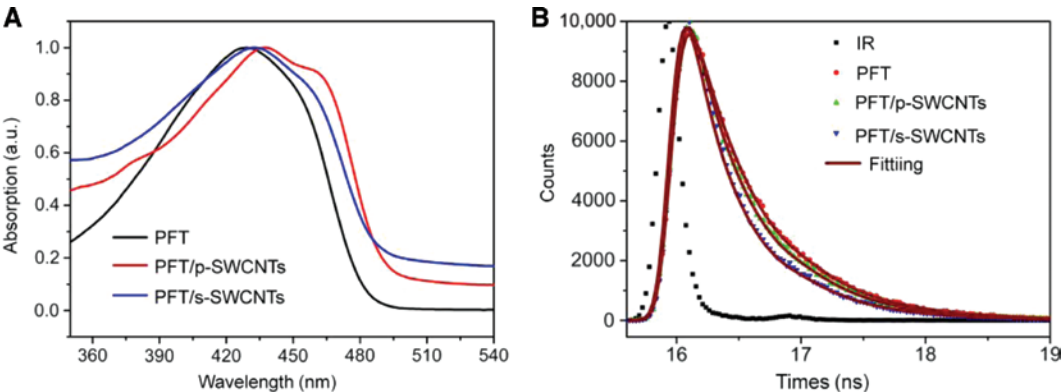 A
Absorption (a.u.)
1.0
0.8
0.6
0.4
0.2
0.0
PFT
PFT/p-SWCNTs
PFT/s-SWCNTs
360 390 420 450 480 510 540
Wavelength (nm)
B
Counts
10,000
8000
6000
4000
2000
0
IR
PFT
PFT/p-SWCNTs
PFT/s-SWCNTs
Fittiing
16 17 18 19
Times (ns)